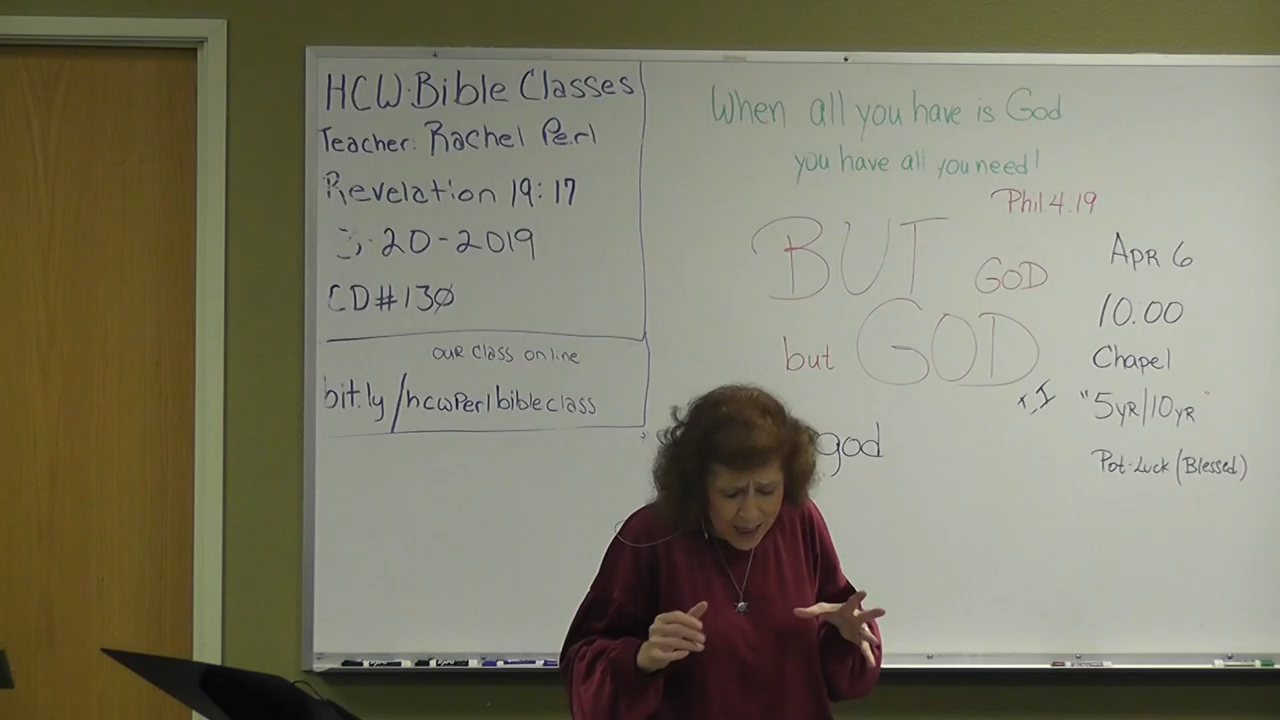 HCW Bible Classes
Teacher: Rachel Perl
Revelation 19:17
3-20-2019
CD#130
our class online
bit.ly/hcwPerlbibleclass
When all you have is God
you have all you need!
Phil 4:19
BUT GOD
but GOD
god
Apr 6
10:00
Chapel
"5yr/10yr"
Pot-Luck (Blessed)